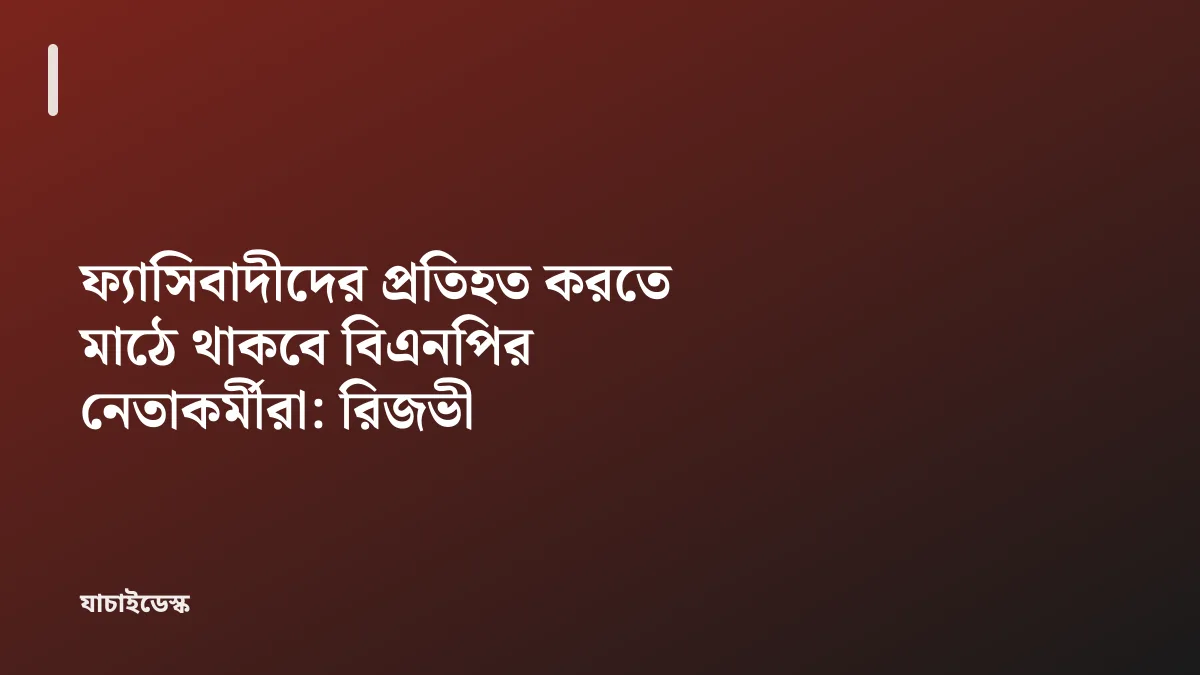 ফ্যাসিবাদীদের প্রতিহত করতে
মাঠে থাকবে বিএনপির
নেতাকর্মীরা: রিজভী
যাচাইডেস্ক